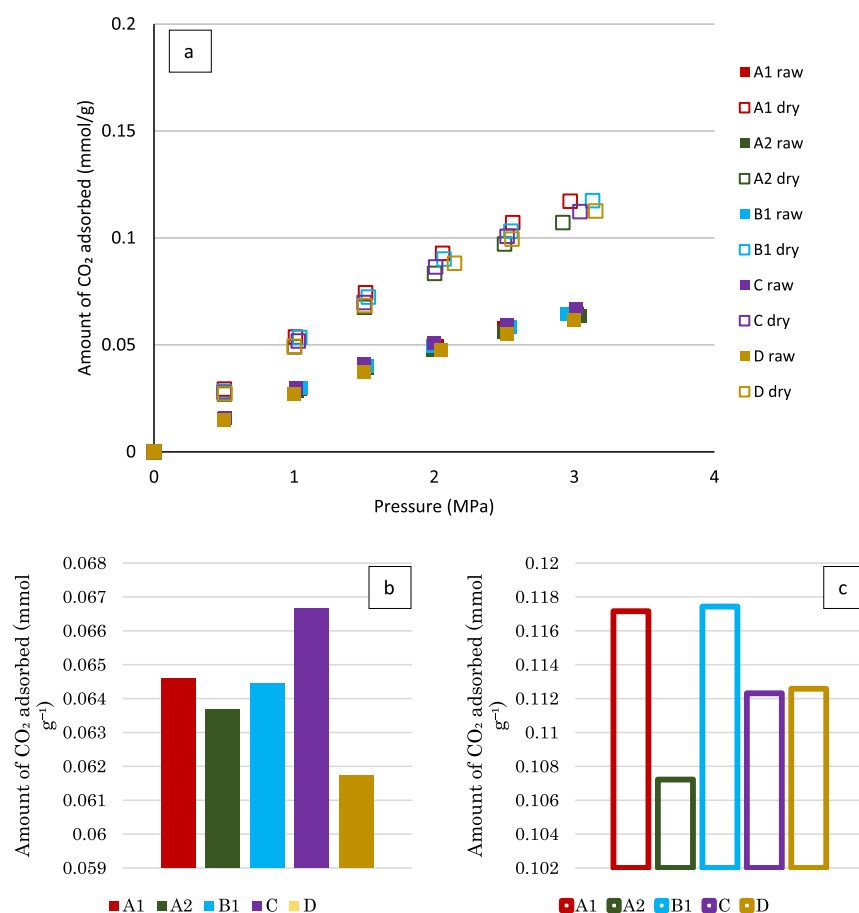 a
Amount of CO₂ adsorbed (mmol/g)
0.2
0.15
0.1
0.05
0
0 1 2 3 4
Pressure (MPa)
A1 raw
A1 dry
A2 raw
A2 dry
B1 raw
B1 dry
C raw
C dry
D raw
D dry
b
Amount of CO₂ adsorbed (mmol
g⁻¹)
0.068
0.067
0.066
0.065
0.064
0.063
0.062
0.061
0.06
0.059
A1 A2 B1 C D
c
Amount of CO₂ adsorbed (mmol
g⁻¹)
0.12
0.118
0.116
0.114
0.112
0.11
0.108
0.106
0.104
0.102
A1 A2 B1 C D